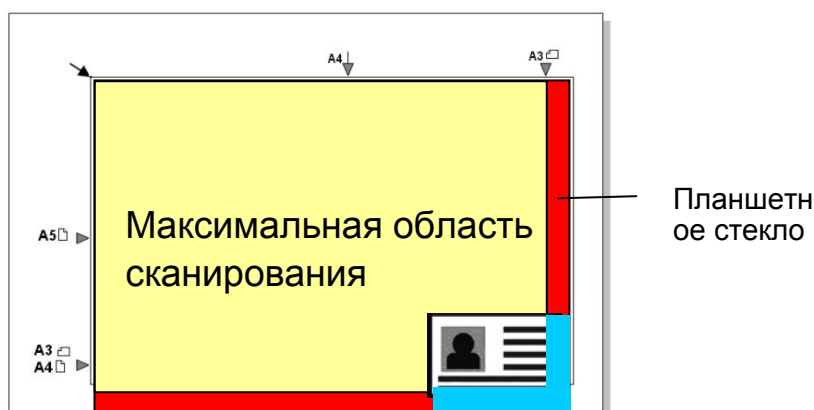 A4
A3
Максимальная область
сканирования
Планшетн
ое стекло
A5
A3
A4